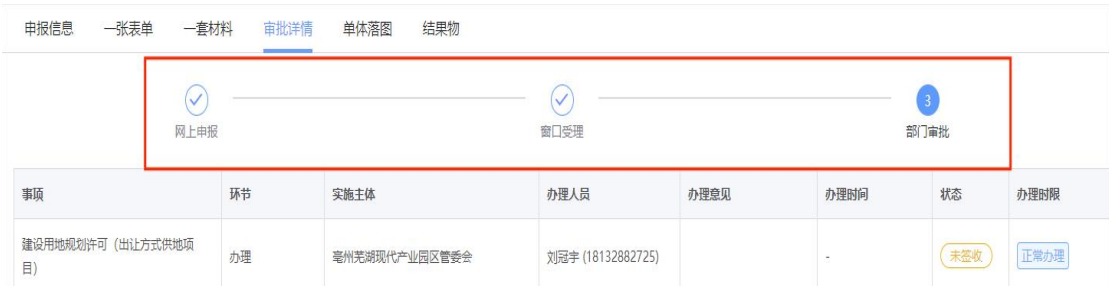 申报信息 一张表单 一套材料 审批详情 单体落图 结果物
3
网上申报 窗口受理 部门审批
事项 环节 实施主体 办理人员 办理意见 办理时间 状态 办理时限
建设用地规划许可（出让方式供地项
目） 办理 亳州芜湖现代产业园区管委会 刘冠宇 (18132882725) - 未签收 正常办理